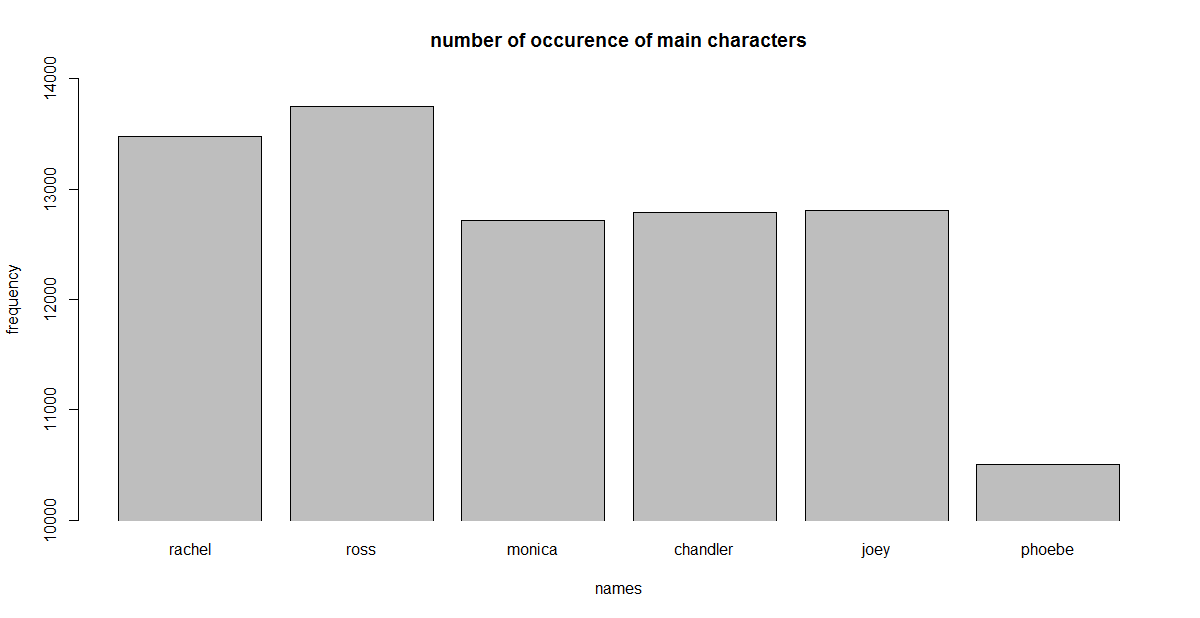 number of occurence of main characters
14000
13000
12000
11000
10000
frequency
rachel ross monica chandler joey phoebe
names